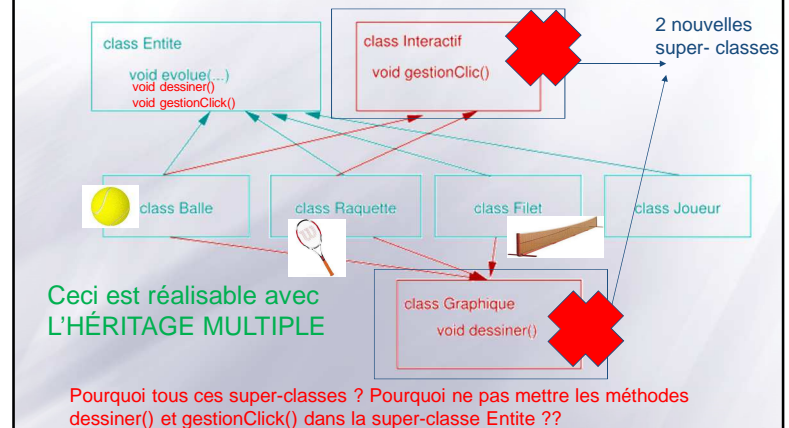 class Entite
void evolue(...)
void dessiner()
void gestionClick()
class Interactif
void gestionClic()
2 nouvelles
super- classes
class Balle
class Raquette
class Filet
class Joueur
Ceci est réalisable avec
L'HÉRITAGE MULTIPLE
class Graphique
void dessiner()
Pourquoi tous ces super-classes ? Pourquoi ne pas mettre les méthodes
dessiner() et gestionClick() dans la super-classe Entite ??